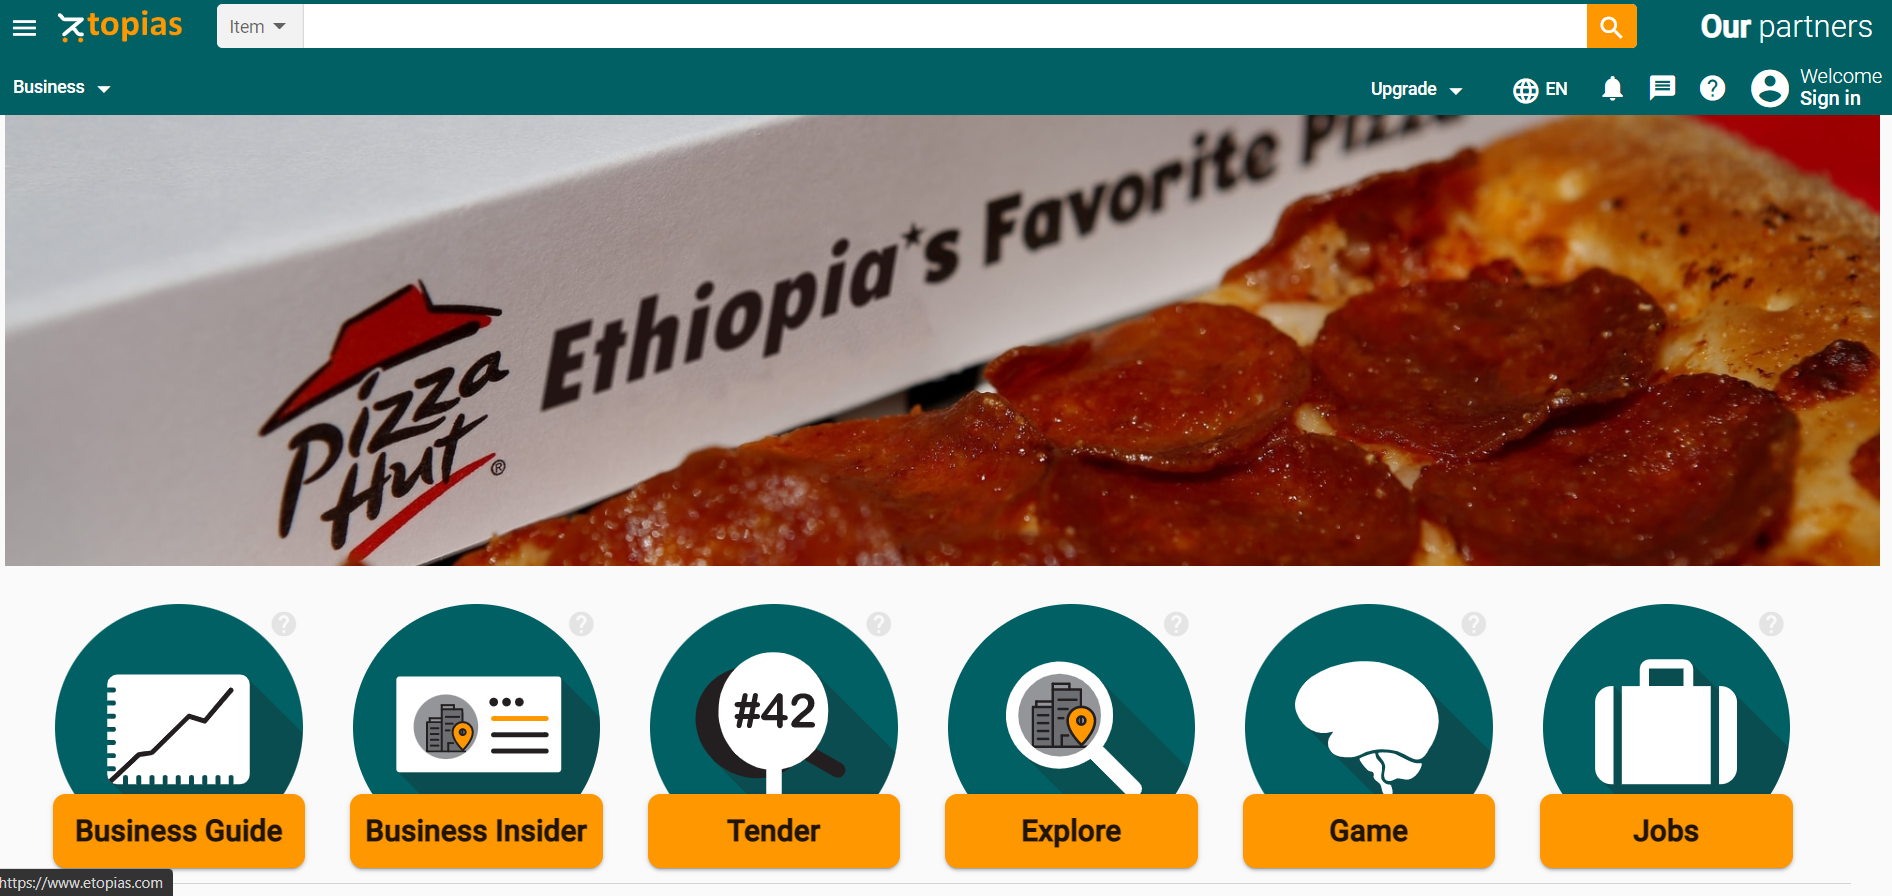 topias
Item
Our partners
Business
Upgrade
EN
Welcome
Sign in
Pizza
Hut®
Ethiopia's Favorite Pizza
#42
Business Guide
Business Insider
Tender
Explore
Game
Jobs
https://www.etopias.com